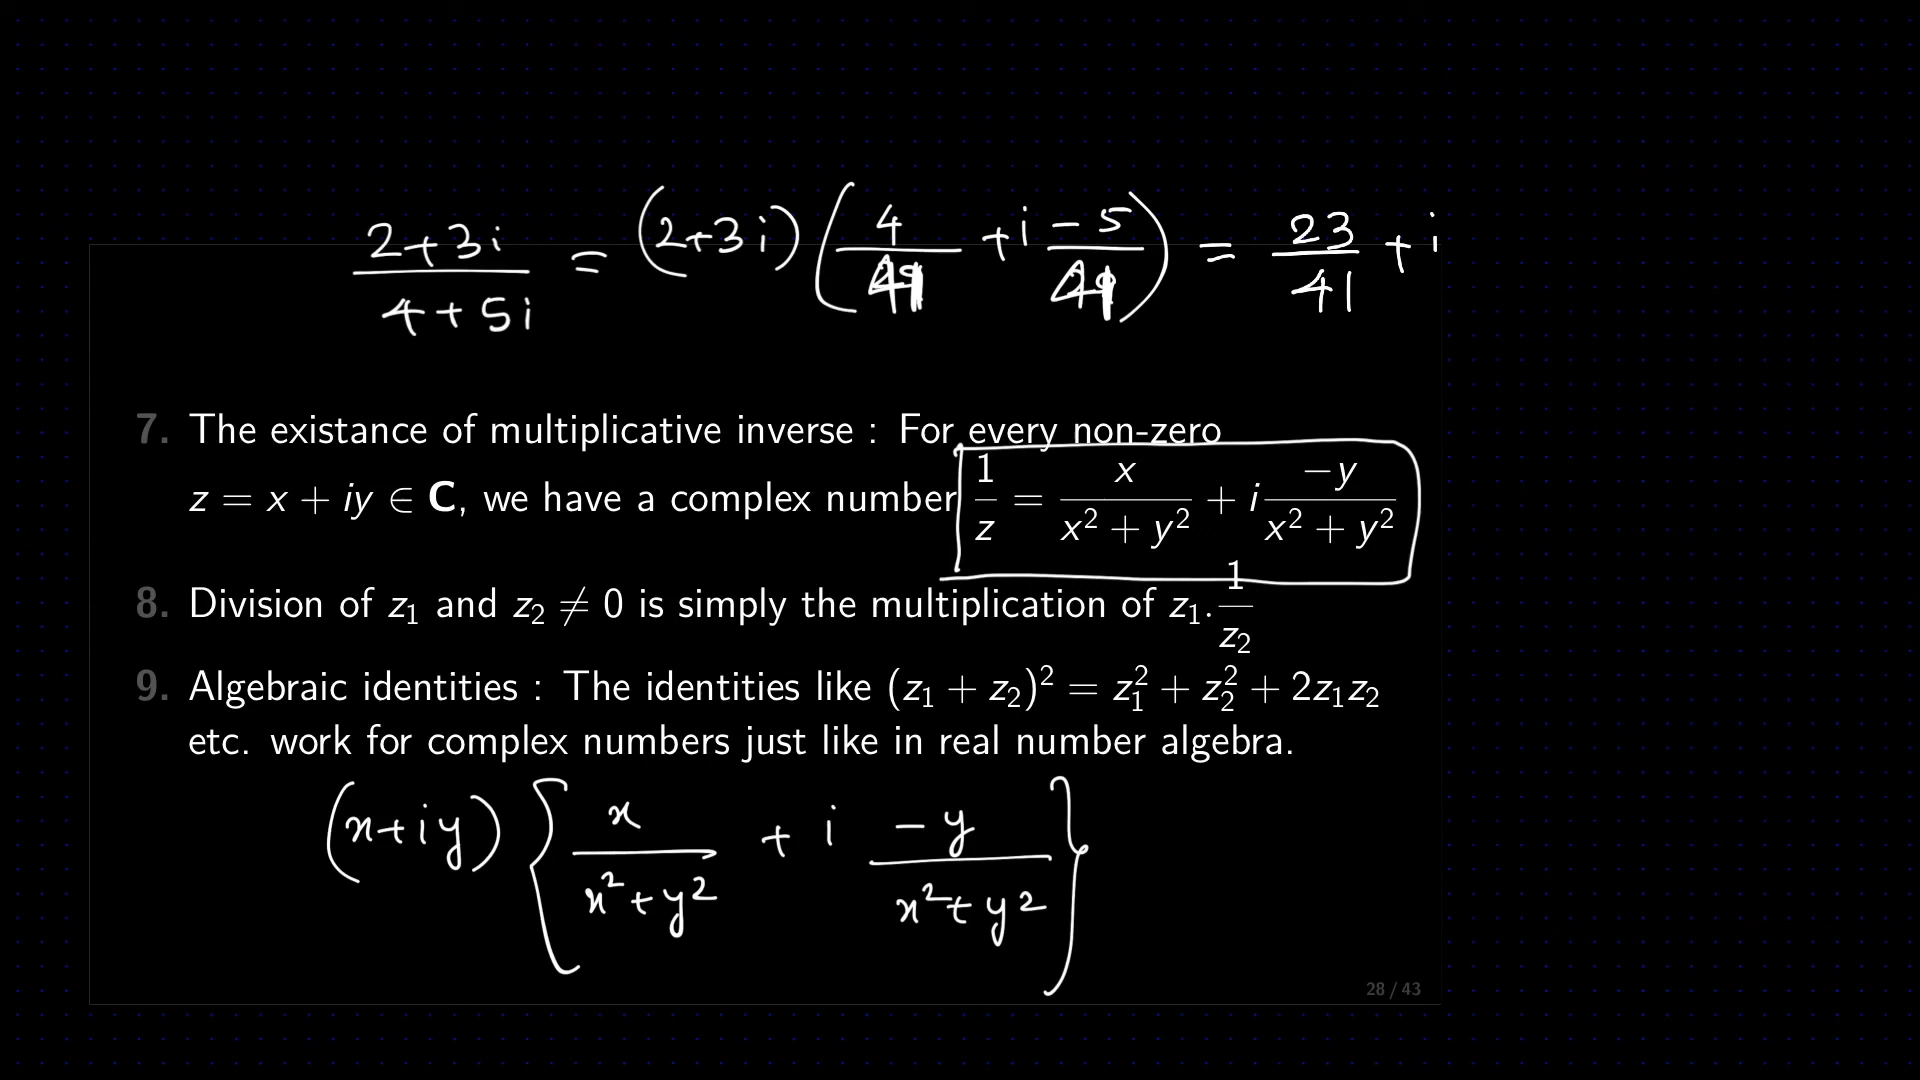 (2+3i)/(4+5i) = (2+3i)(4/41 + i -5/41) = 23/41 + i
7. The existance of multiplicative inverse : For every non-zero
z = x + iy ∈ C, we have a complex number 1/z = x/(x² + y²) + i -y/(x² + y²)
8. Division of z₁ and z₂ ≠ 0 is simply the multiplication of z₁.1/z₂
9. Algebraic identities : The identities like (z₁ + z₂)² = z₁² + z₂² + 2z₁z₂
etc. work for complex numbers just like in real number algebra.
(x+iy) { x/(x²+y²) + i -y/(x²+y²) }
28 / 43